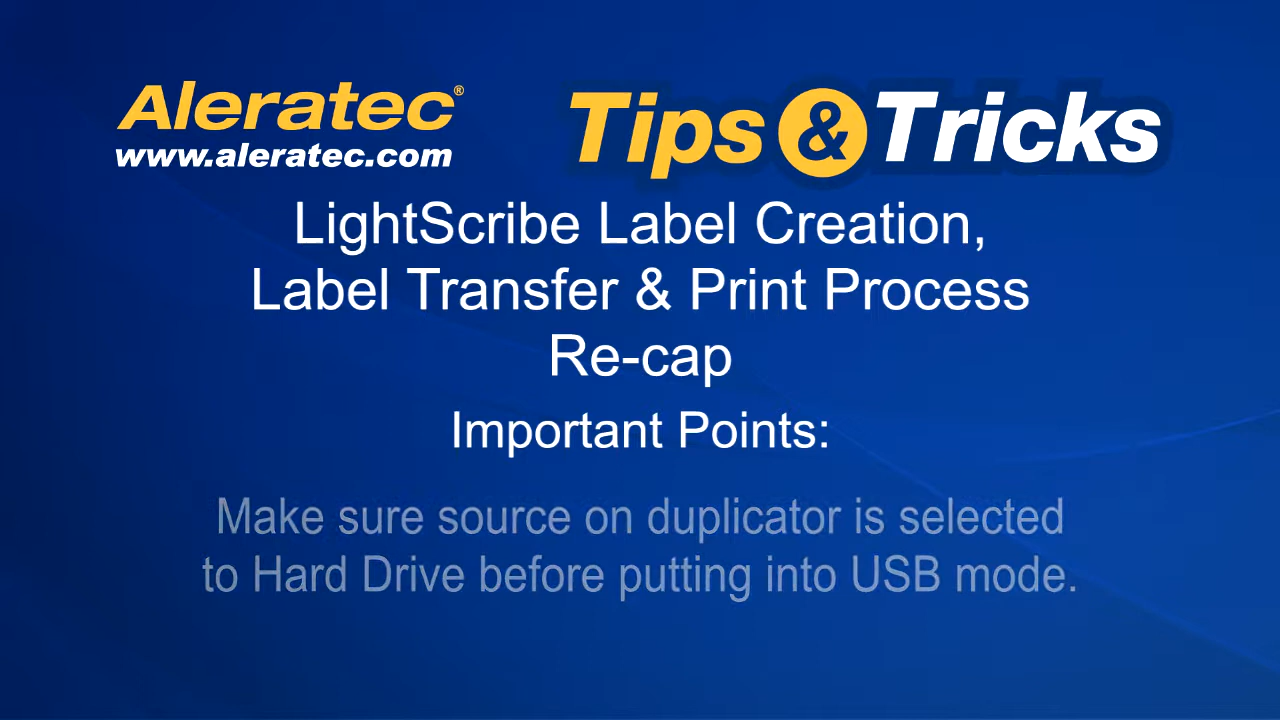 Aleratec®
www.aleratec.com
Tips & Tricks
LightScribe Label Creation,
Label Transfer & Print Process
Re-cap
Important Points:
Make sure source on duplicator is selected
to Hard Drive before putting into USB mode.